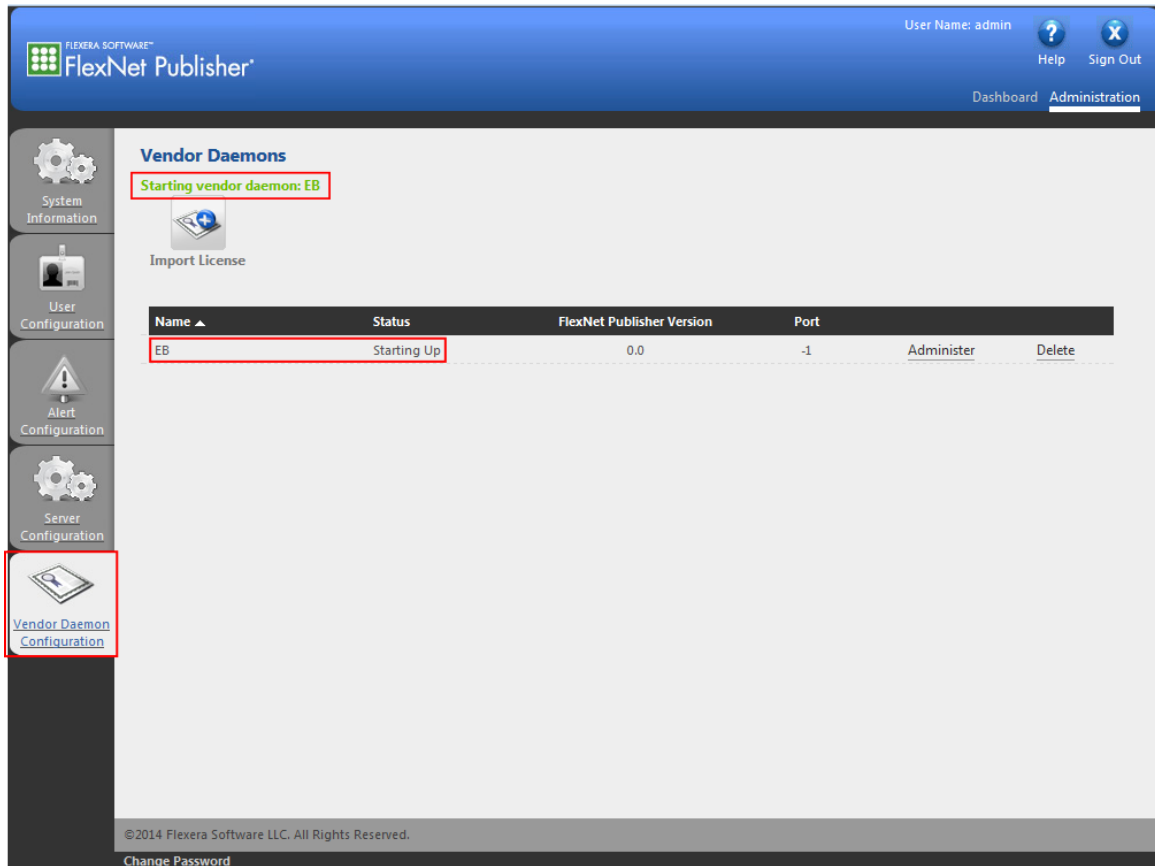 User Name: admin
FLEXERA SOFTWARE™
FlexNet Publisher®
?
X
Help
Sign Out
Dashboard
Administration
System
Information
User
Configuration
Alert
Configuration
Server
Configuration
Vendor Daemon
Configuration
Vendor Daemons
Starting vendor daemon: EB
Import License
Name Status FlexNet Publisher Version Port
EB Starting Up 0.0 -1 Administer Delete
©2014 Flexera Software LLC. All Rights Reserved.
Change Password